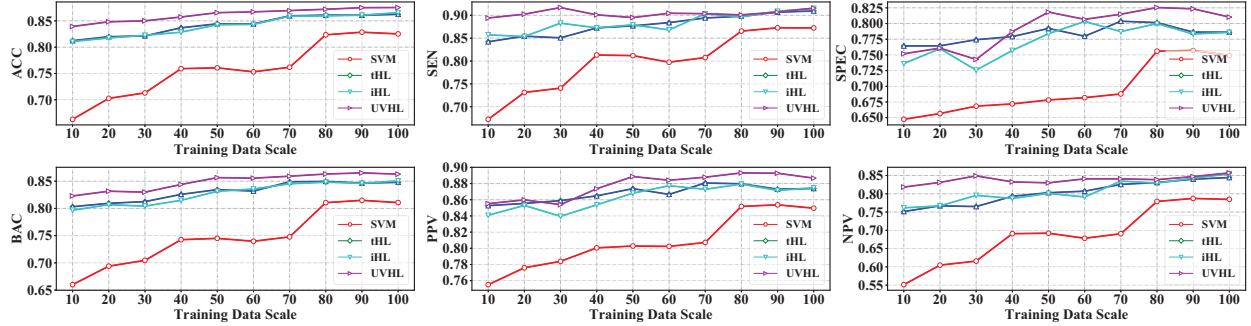 ACC
0.85
0.80
0.75
0.70
SVM
tHL
iHL
UVHL
10 20 30 40 50 60 70 80 90 100
Training Data Scale
SEN
0.90
0.85
0.80
0.75
0.70
SVM
tHL
iHL
UVHL
10 20 30 40 50 60 70 80 90 100
Training Data Scale
SPEC
0.825
0.800
0.775
0.750
0.725
0.700
0.675
0.650
SVM
tHL
iHL
UVHL
10 20 30 40 50 60 70 80 90 100
Training Data Scale
BAC
0.85
0.80
0.75
0.70
0.65
SVM
tHL
iHL
UVHL
10 20 30 40 50 60 70 80 90 100
Training Data Scale
PPV
0.90
0.88
0.86
0.84
0.82
0.80
0.78
0.76
SVM
tHL
iHL
UVHL
10 20 30 40 50 60 70 80 90 100
Training Data Scale
NPV
0.85
0.80
0.75
0.70
0.65
0.60
0.55
SVM
tHL
iHL
UVHL
10 20 30 40 50 60 70 80 90 100
Training Data Scale